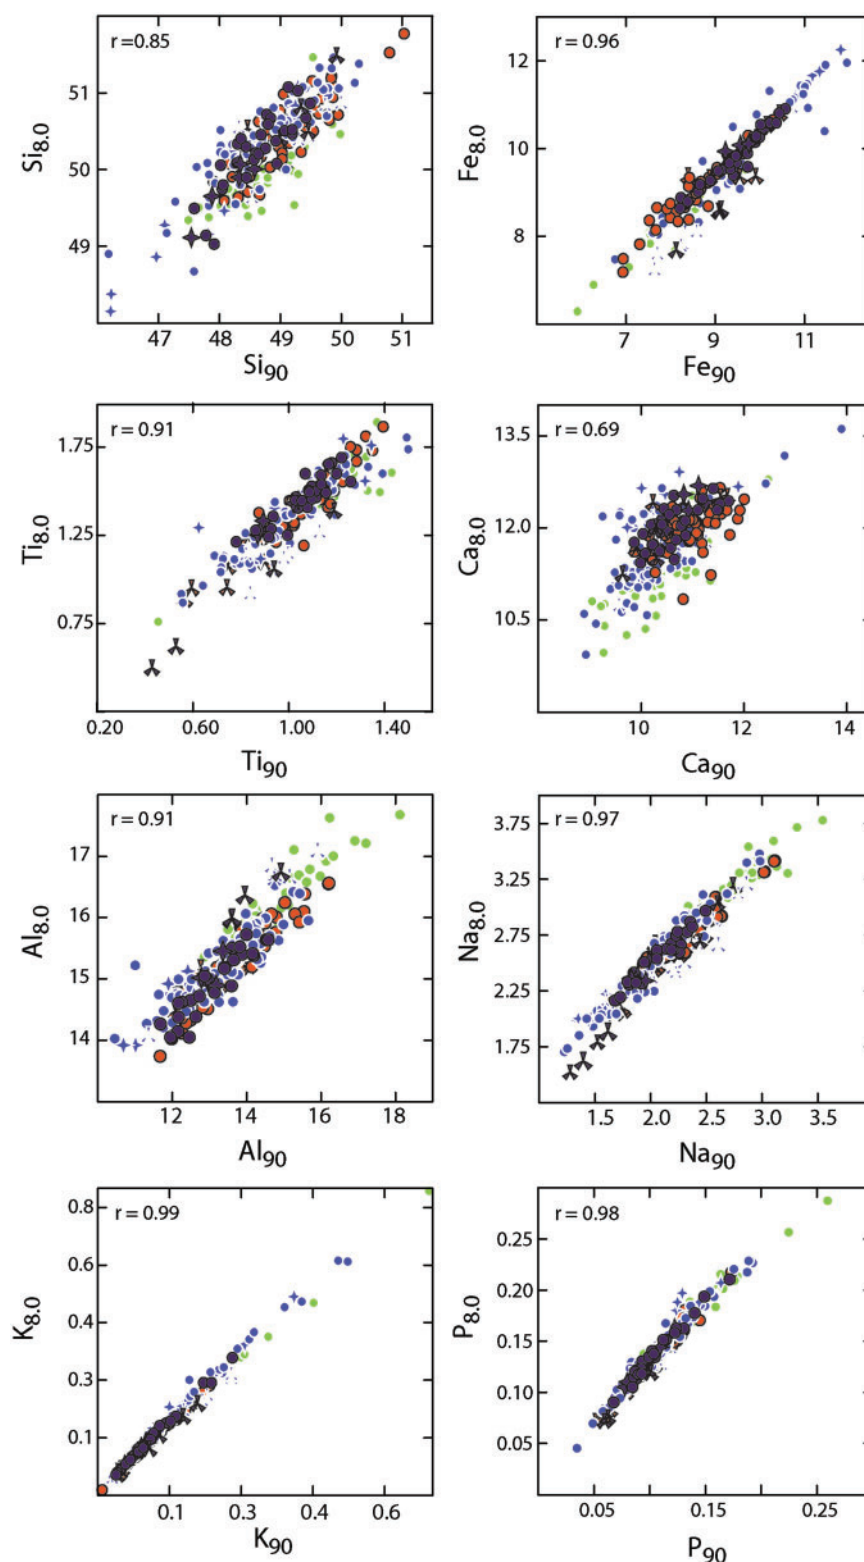 r =0.85
51
50
49
Si8.0
47 48 49 50 51
Si90
r = 0.96
12
10
8
Fe8.0
7 9 11
Fe90
r = 0.91
1.75
1.25
0.75
Ti8.0
0.20 0.60 1.00 1.40
Ti90
r = 0.69
13.5
12.0
10.5
Ca8.0
10 12 14
Ca90
r = 0.91
17
16
15
14
Al8.0
12 14 16 18
Al90
r = 0.97
3.75
3.25
2.75
2.25
1.75
Na8.0
1.5 2.0 2.5 3.0 3.5
Na90
r = 0.99
0.8
0.6
0.4
0.3
0.1
K8.0
0.1 0.3 0.4 0.6
K90
r = 0.98
0.25
0.20
0.15
0.10
0.05
P8.0
0.05 0.15 0.25
P90